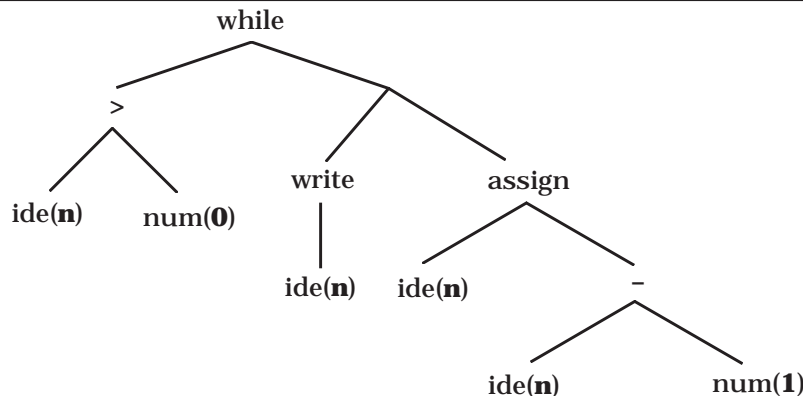 while
>
write assign
ide(n) num(0)
ide(n) ide(n) –
ide(n) num(1)